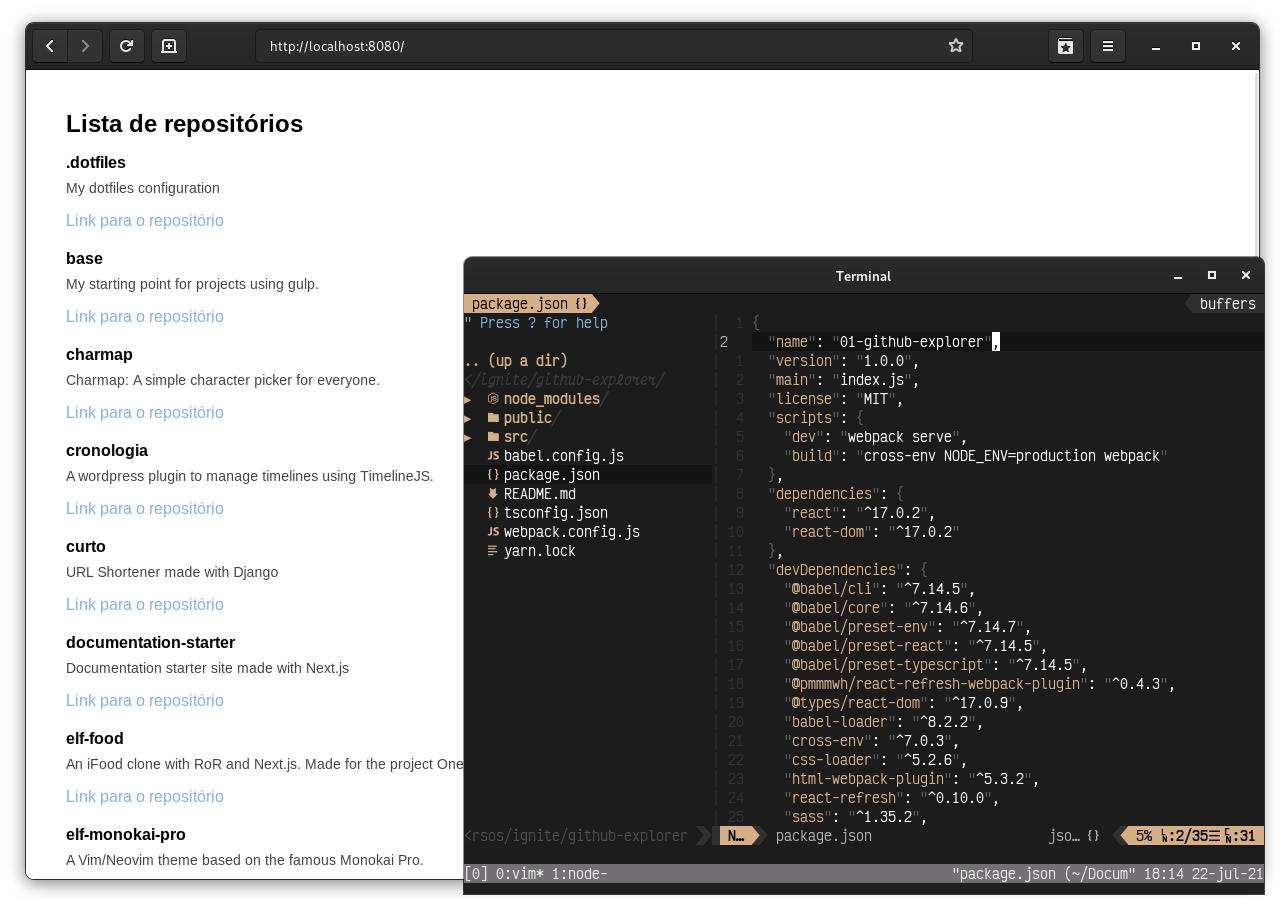 http://localhost:8080/
Lista de repositórios
.dotfiles
My dotfiles configuration
Link para o repositório
base
My starting point for projects using gulp.
Link para o repositório
charmap
Charmap: A simple character picker for everyone.
Link para o repositório
cronologia
A wordpress plugin to manage timelines using TimelineJS.
Link para o repositório
curto
URL Shortener made with Django
Link para o repositório
documentation-starter
Documentation starter site made with Next.js
Link para o repositório
elf-food
An iFood clone with RoR and Next.js. Made for the project One
Link para o repositório
elf-monokai-pro
A Vim/Neovim theme based on the famous Monokai Pro.
Terminal
package.json {}
buffers
" Press ? for help
.. (up a dir)
</ignite/github-explorer/
▸ node_modules/
▸ public/
▸ src/
JS babel.config.js
{} package.json
README.md
{} tsconfig.json
JS webpack.config.js
yarn.lock
1 {
2 "name": "01-github-explorer",
1 "version": "1.0.0",
2 "main": "index.js",
3 "license": "MIT",
4 "scripts": {
5 "dev": "webpack serve",
6 "build": "cross-env NODE_ENV=production webpack"
7 },
8 "dependencies": {
9 "react": "^17.0.2",
10 "react-dom": "^17.0.2"
11 },
12 "devDependencies": {
13 "@babel/cli": "^7.14.5",
14 "@babel/core": "^7.14.6",
15 "@babel/preset-env": "^7.14.7",
16 "@babel/preset-react": "^7.14.5",
17 "@babel/preset-typescript": "^7.14.5",
18 "@pmmmwh/react-refresh-webpack-plugin": "^0.4.3",
19 "@types/react-dom": "^17.0.9",
20 "babel-loader": "^8.2.2",
21 "cross-env": "^7.0.3",
22 "css-loader": "^5.2.6",
23 "html-webpack-plugin": "^5.3.2",
24 "react-refresh": "^0.10.0",
25 "sass": "^1.35.2",
<rsos/ignite/github-explorer
N… package.json
jso… {} 5% ㏑:2/35☰℅:31
[0] 0:vim* 1:node-
"package.json (~/Docum" 18:14 22-jul-21